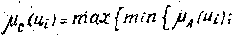 μ_c(u_i) = max{min{μ_A(u_i);